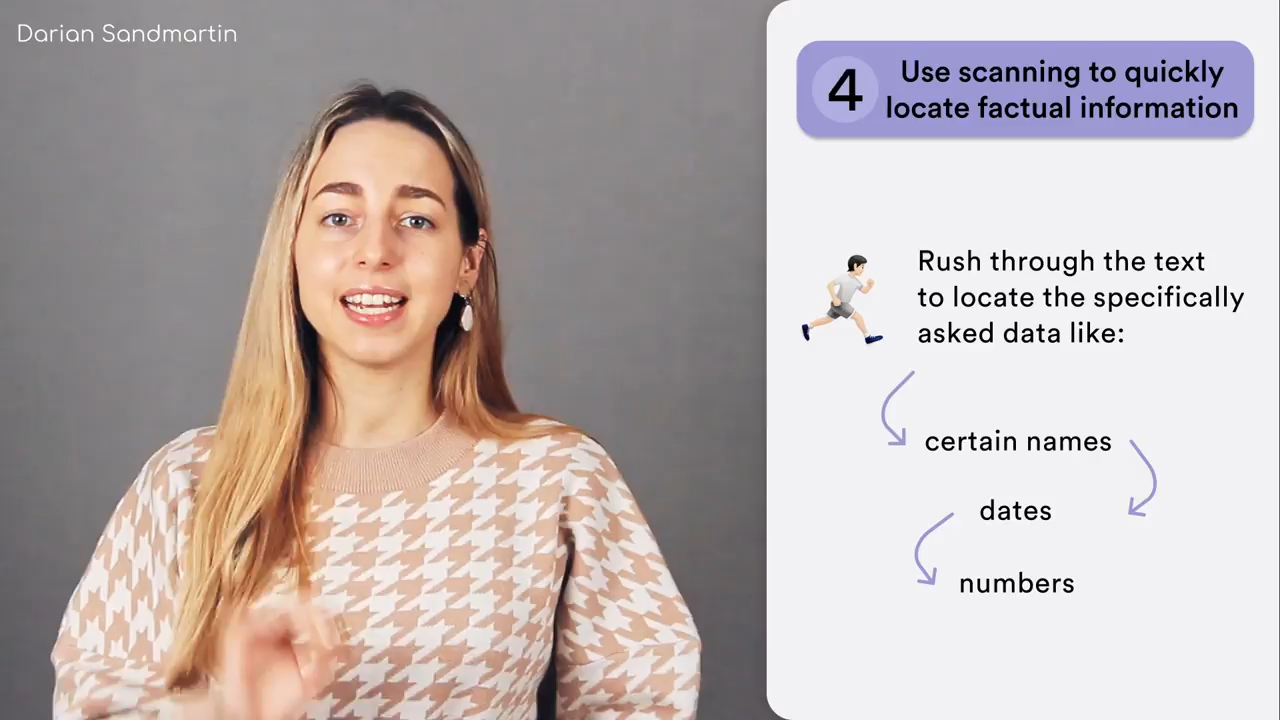 Darian Sandmartin
4
Use scanning to quickly
locate factual information
Rush through the text
to locate the specifically
asked data like:
certain names
dates
numbers